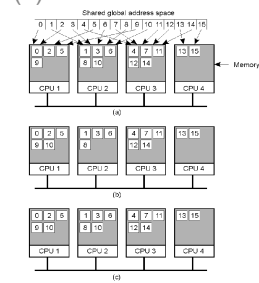 Shared global address space
0 1 2 3 4 5 6 7 8 9 10 11 12 13 14 15
0 2 5 1 3 6 4 7 11 13 15
9 8 10 12 14
Memory
CPU 1 CPU 2 CPU 3 CPU 4
(a)
0 2 5 1 3 6 4 7 11 13 15
9 10 8 12 14
CPU 1 CPU 2 CPU 3 CPU 4
(b)
0 2 5 1 3 6 4 7 11 13 15
9 10 8 10 12 14
CPU 1 CPU 2 CPU 3 CPU 4
(c)